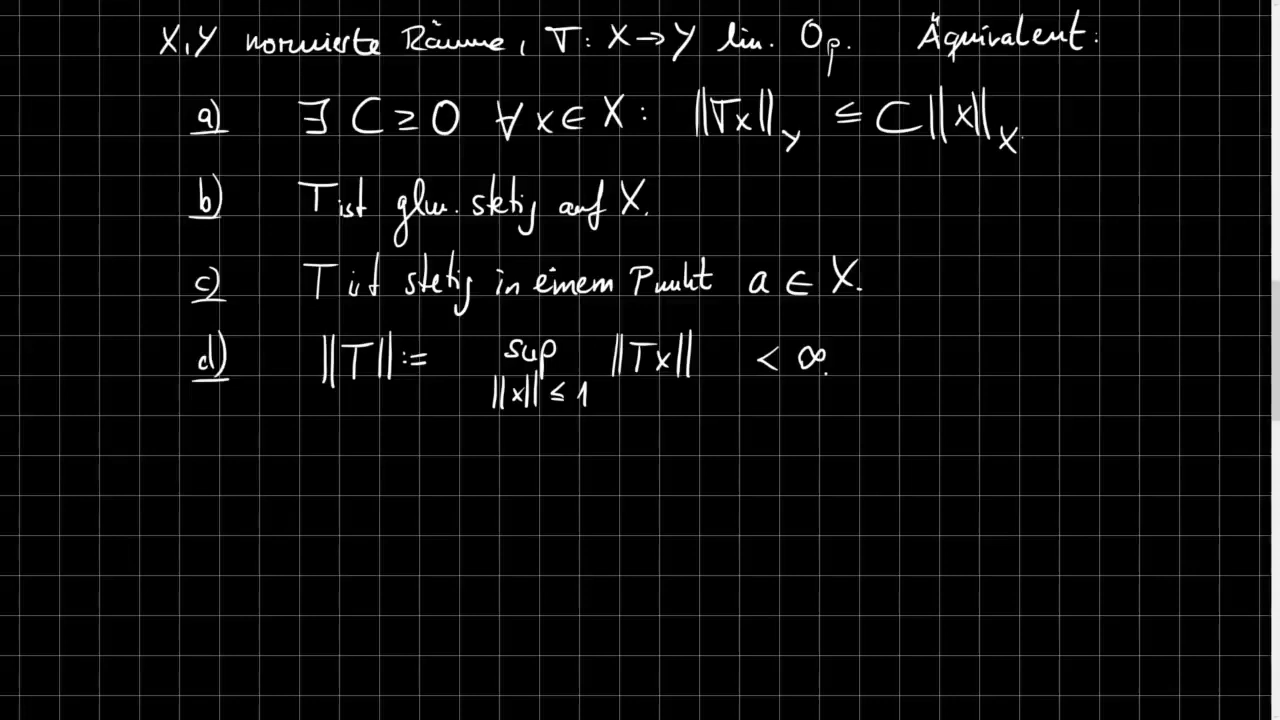 X, Y normierte Räume, T: X → Y lin. Op. Äquivalent:
a) ∃ C ≥ 0 ∀ x ∈ X: ||Tx||_Y ≤ C ||x||_X.
b) T ist glm. stetig auf X.
c) T ist stetig in einem Punkt a ∈ X.
d) ||T|| := sup_{||x|| ≤ 1} ||Tx|| < ∞.